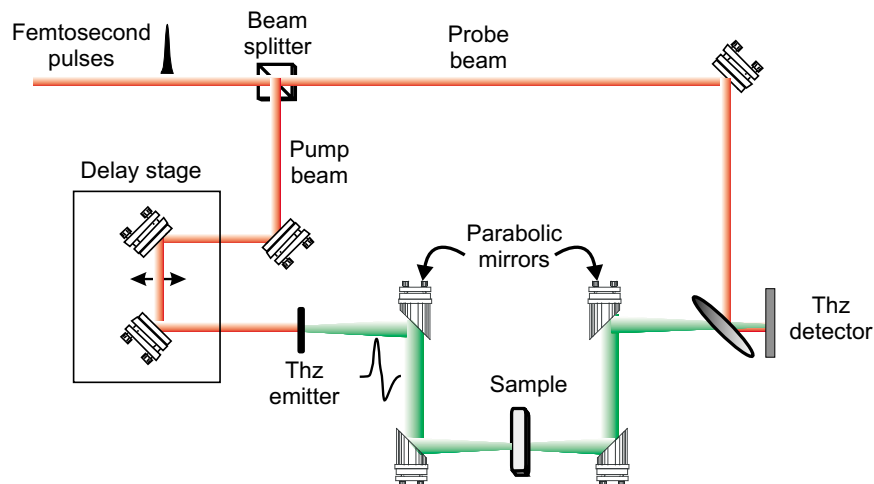 Femtosecond
pulses
Beam
splitter
Probe
beam
Delay stage
Pump
beam
Parabolic
mirrors
Thz
detector
Thz
emitter
Sample